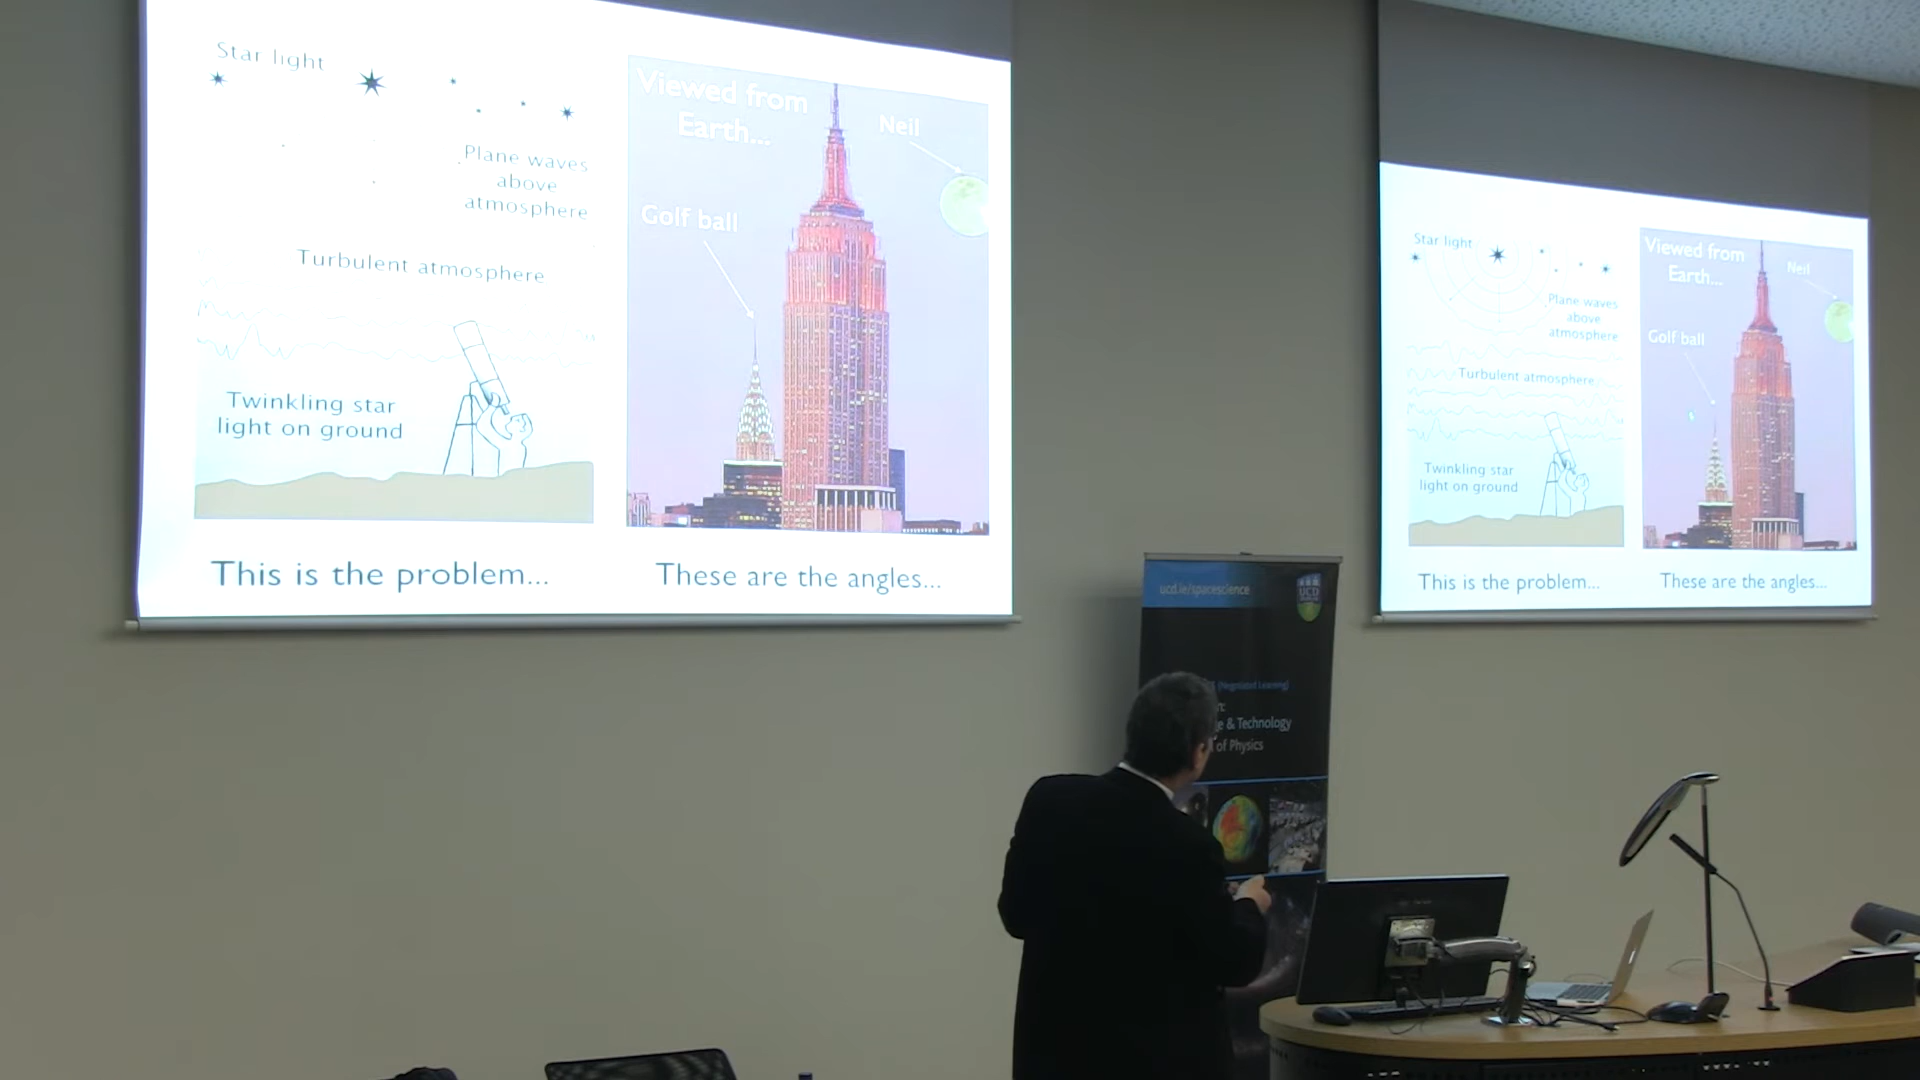 Star light
Plane waves
above
atmosphere
Turbulent atmosphere
Twinkling star
light on ground
This is the problem...
Viewed from
Earth...
Neil
Golf ball
These are the angles...
Star light
Plane waves
above
atmosphere
Turbulent atmosphere
Twinkling star
light on ground
This is the problem...
Viewed from
Earth...
Neil
Golf ball
These are the angles...
ucd.ie/spacescience
UCD
(Negotiated Learning)
& Technology
of Physics